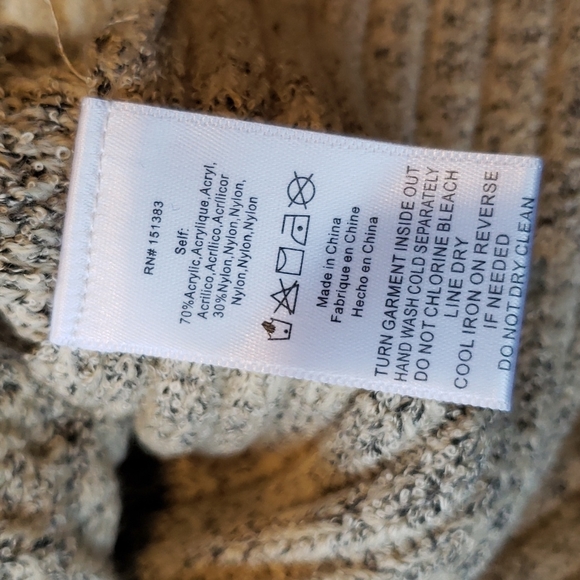 RN# 151383
Self:
70%Acrylic,Acrylique,Acryl,
Acrílico,Acrilico,Acrílicor
30%Nylon,Nylon,Nylon,
Nylon,Nylon,Nylon
Made in China
Fabrique en Chine
Hecho en China
TURN GARMENT INSIDE OUT
HAND WASH COLD SEPARATELY
DO NOT CHLORINE BLEACH
LINE DRY
COOL IRON ON REVERSE
IF NEEDED
DO NOT DRY CLEAN